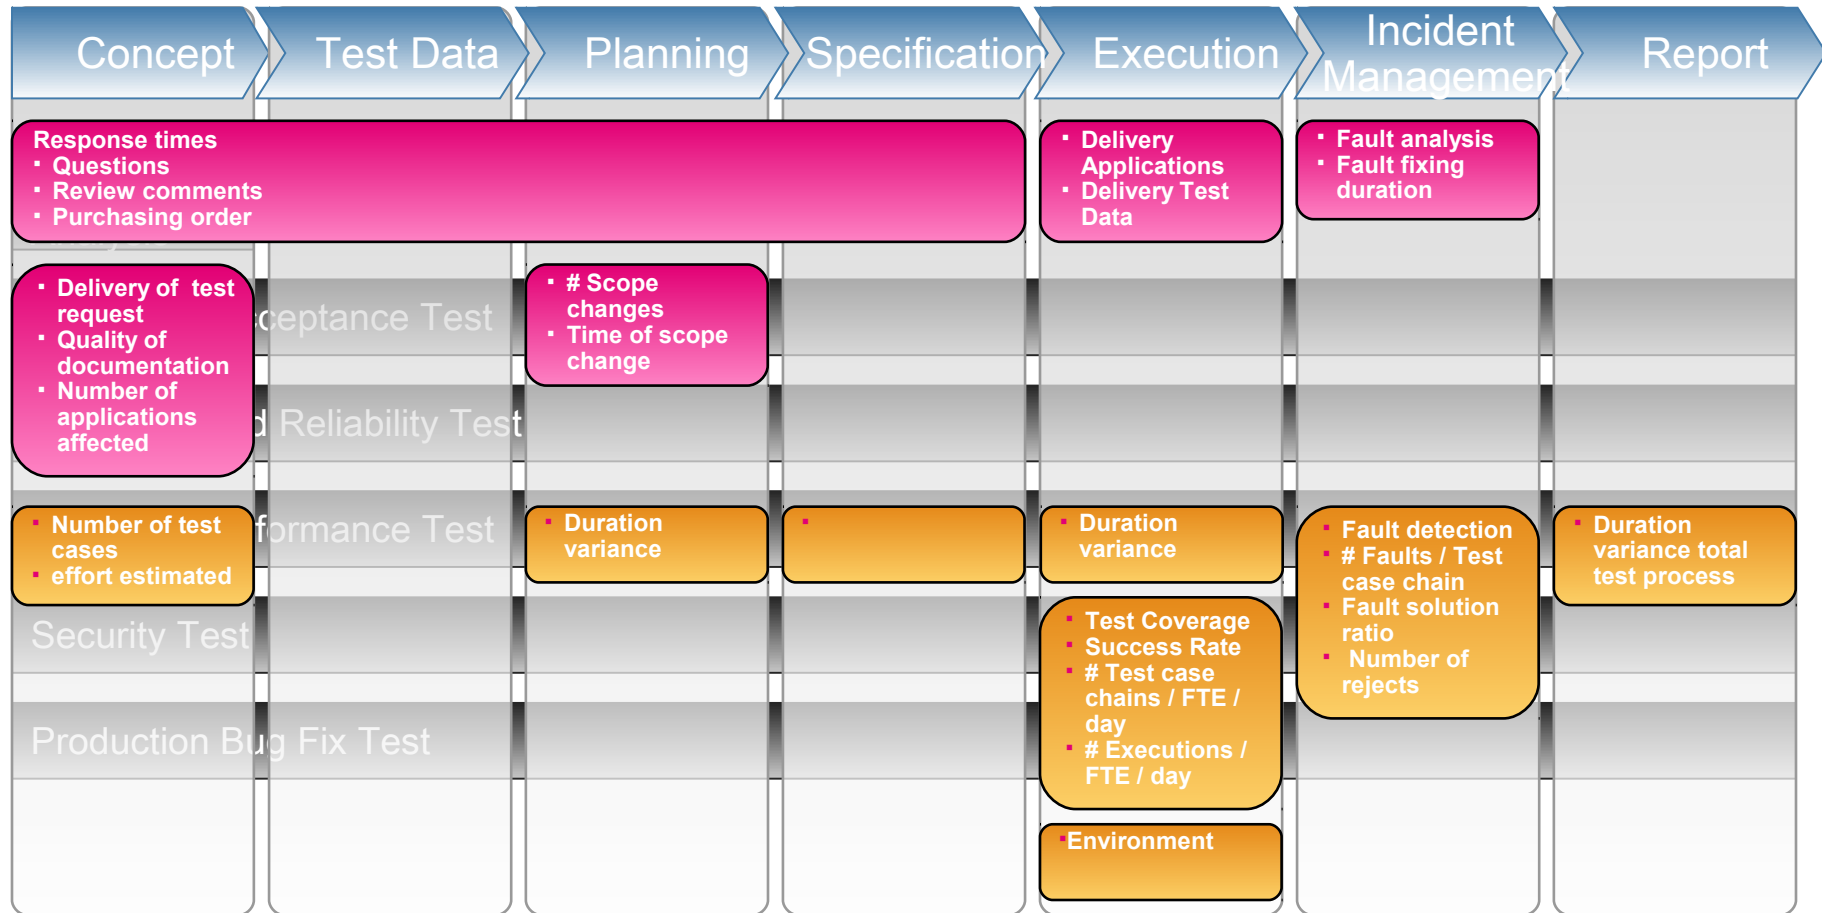 Concept
Test Data
Planning
Specification
Execution
Incident
Management
Report
Response times
▪ Questions
▪ Review comments
▪ Purchasing order
▪ Delivery
Applications
▪ Delivery Test
Data
▪ Fault analysis
▪ Fault fixing
duration
▪ Delivery of test
request
▪ Quality of
documentation
▪ Number of
applications
affected
▪ # Scope
changes
▪ Time of scope
change
cceptance Test
d Reliability Test
formance Test
▪ Number of test
cases
▪ effort estimated
▪ Duration
variance
▪
▪ Duration
variance
▪ Fault detection
▪ # Faults / Test
case chain
▪ Fault solution
ratio
▪ Number of
rejects
▪ Duration
variance total
test process
Security Test
▪ Test Coverage
▪ Success Rate
▪ # Test case
chains / FTE /
day
▪ # Executions /
FTE / day
Production Bug Fix Test
▪Environment